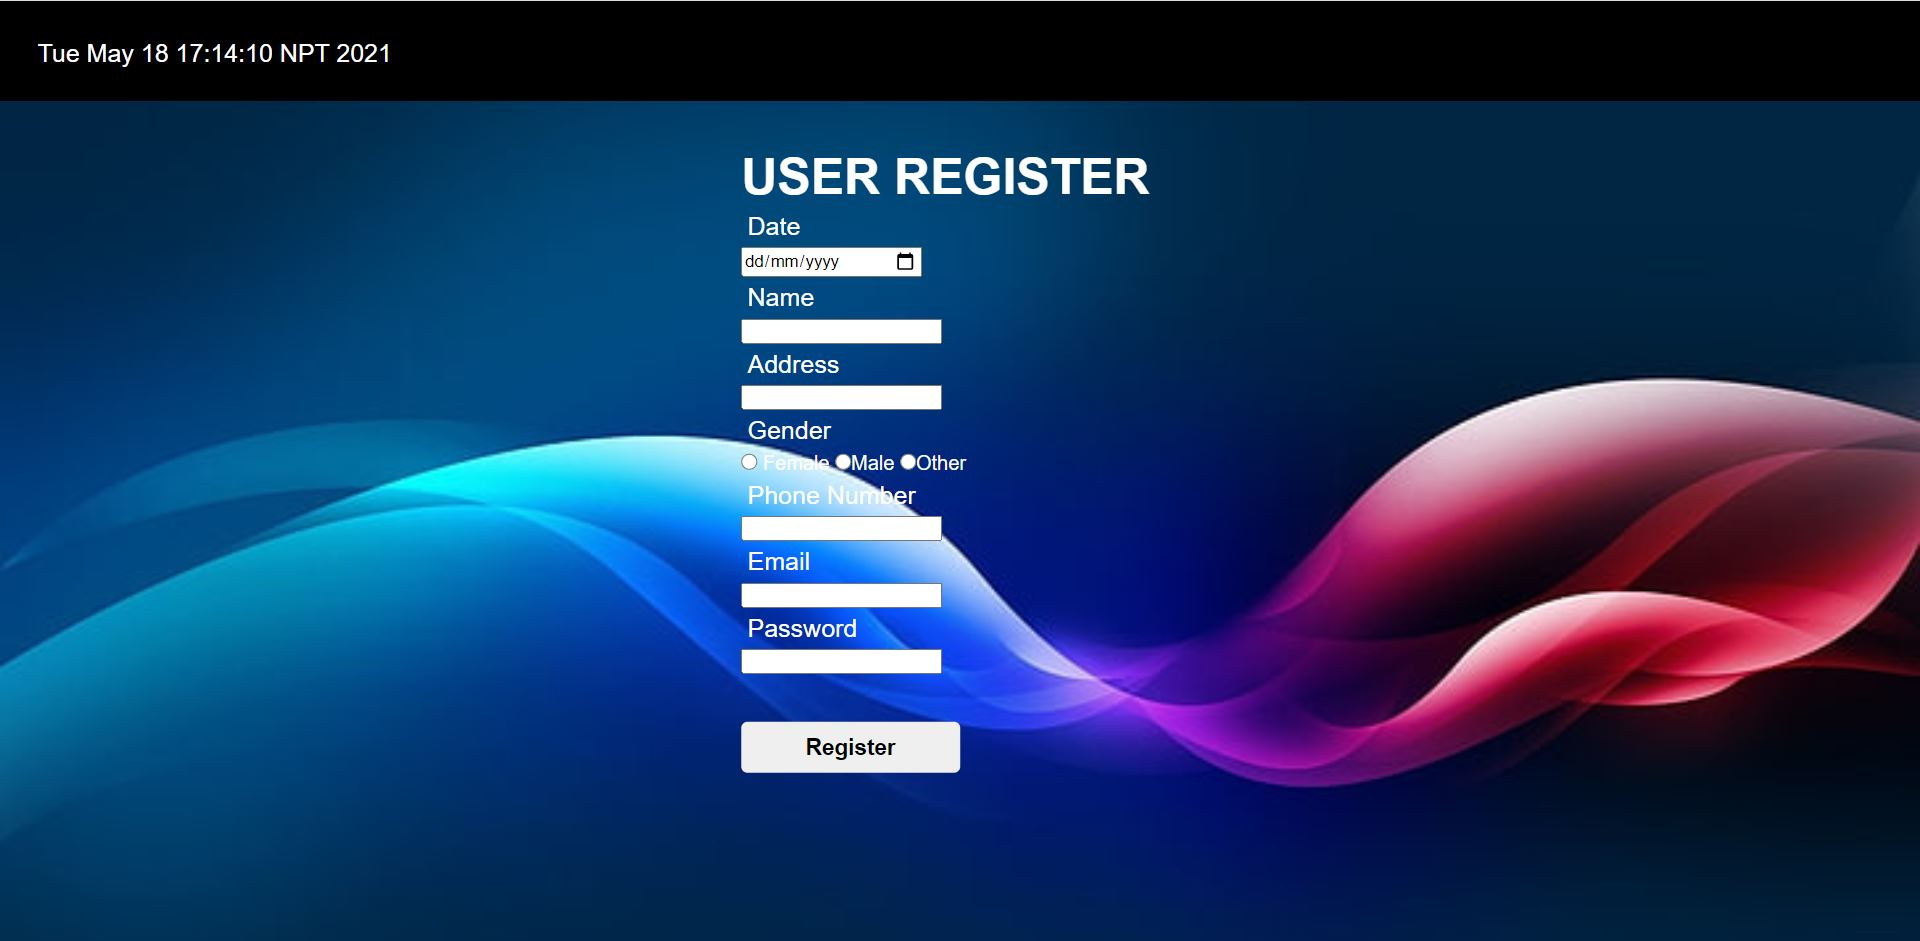 Tue May 18 17:14:10 NPT 2021
USER REGISTER
Date
dd/mm/yyyy
Name
Address
Gender
Female Male Other
Phone Number
Email
Password
Register